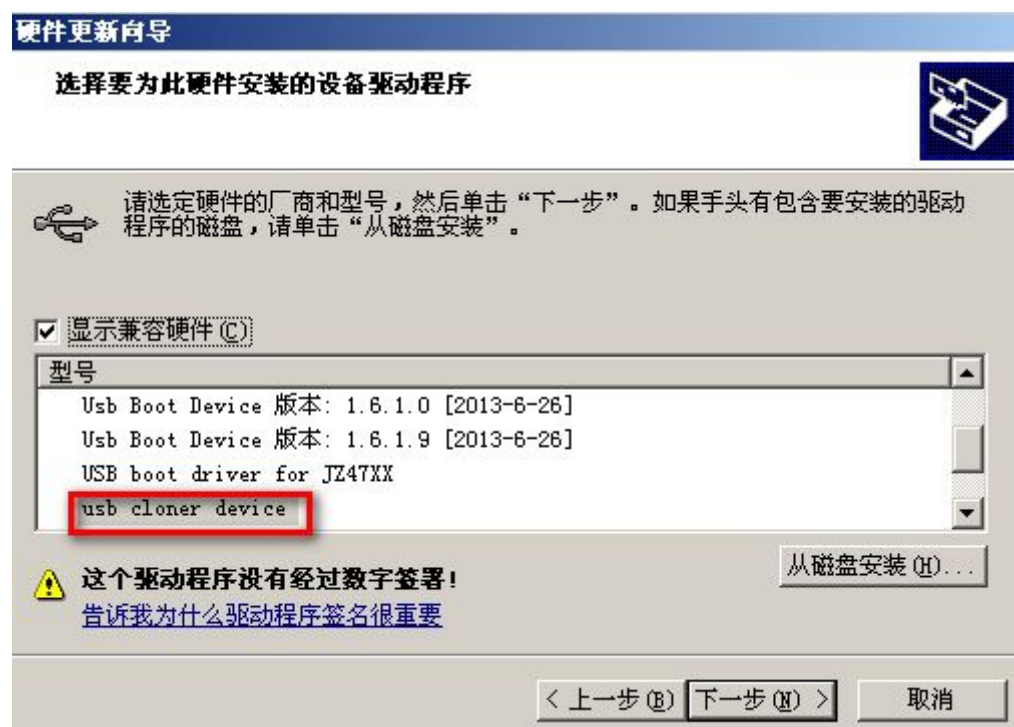 硬件更新向导
选择要为此硬件安装的设备驱动程序
请选定硬件的厂商和型号，然后单击“下一步”。如果手头有包含要安装的驱动
程序的磁盘，请单击“从磁盘安装”。
显示兼容硬件(C)
型号
Usb Boot Device 版本: 1.6.1.0 [2013-6-26]
Usb Boot Device 版本: 1.6.1.9 [2013-6-26]
USB boot driver for JZ47XX
usb cloner device
从磁盘安装(H)...
这个驱动程序没有经过数字签署!
告诉我为什么驱动程序签名很重要
< 上一步(B) 下一步(N) > 取消